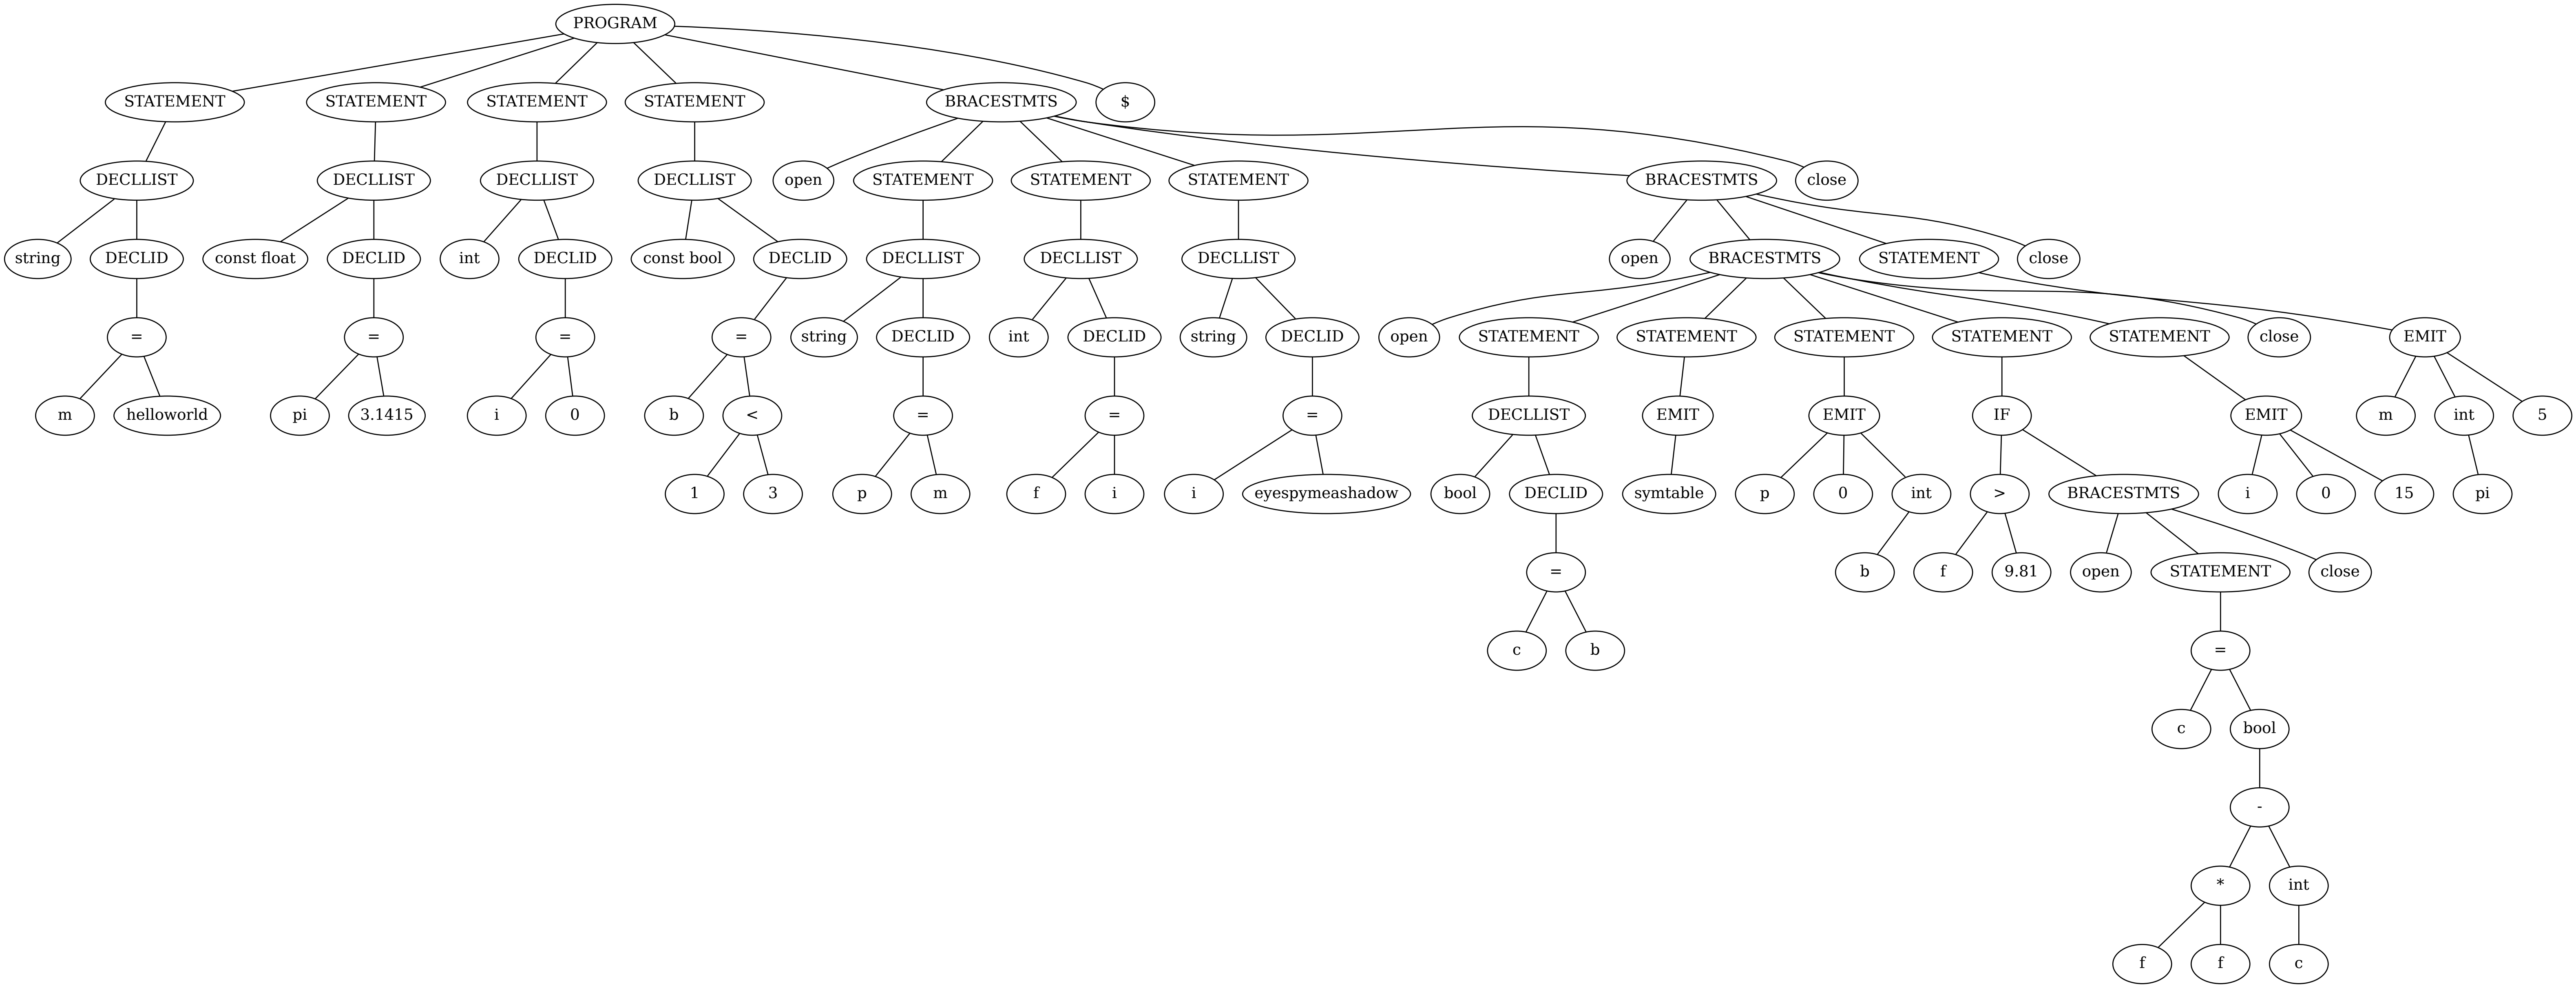 PROGRAM
STATEMENT STATEMENT STATEMENT STATEMENT BRACESTMTS $
DECLLIST DECLLIST DECLLIST DECLLIST open STATEMENT STATEMENT STATEMENT BRACESTMTS close
string DECLID const float DECLID int DECLID const bool DECLID DECLLIST DECLLIST DECLLIST open BRACESTMTS STATEMENT close
= = = = string DECLID int DECLID string DECLID open STATEMENT STATEMENT STATEMENT STATEMENT STATEMENT close EMIT
m helloworld pi 3.1415 i 0 b < = = = DECLLIST EMIT EMIT IF EMIT m int 5
1 3 p m f i i eyespymeashadow bool DECLID symtable p 0 int > BRACESTMTS i 0 15 pi
= b f 9.81 open STATEMENT close
c b =
c bool
-
* int
f f c